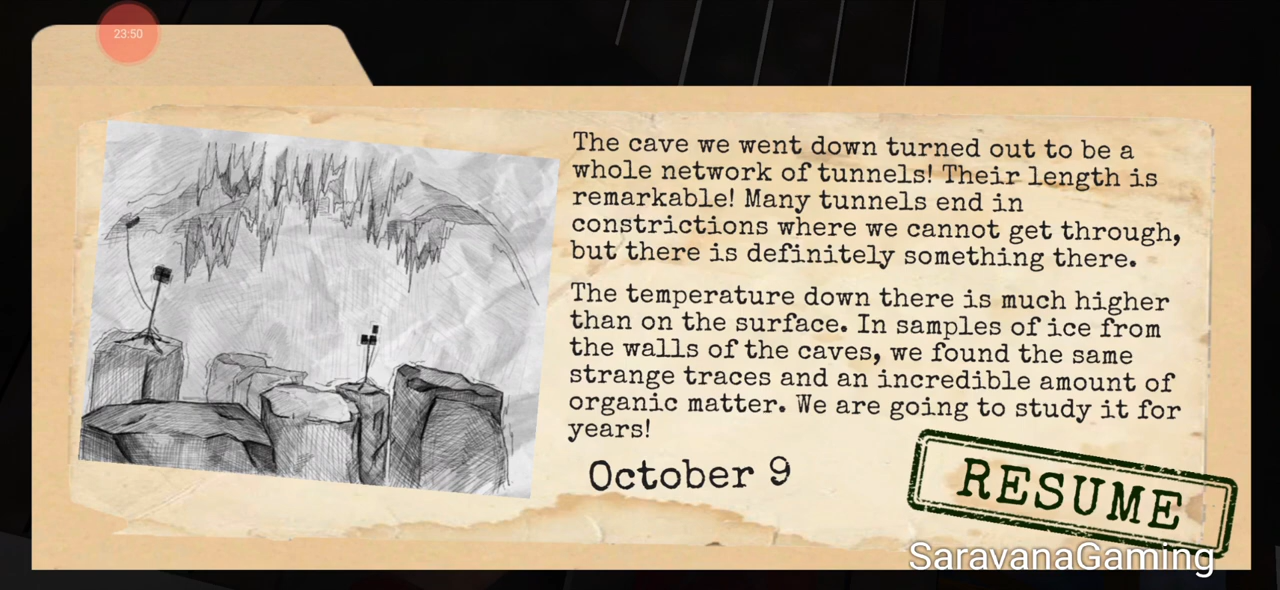 23:50
The cave we went down turned out to be a
whole network of tunnels! Their length is
remarkable! Many tunnels end in
constrictions where we cannot get through,
but there is definitely something there.
The temperature down there is much higher
than on the surface. In samples of ice from
the walls of the caves, we found the same
strange traces and an incredible amount of
organic matter. We are going to study it for
years!
October 9
RESUME
SaravanaGaming